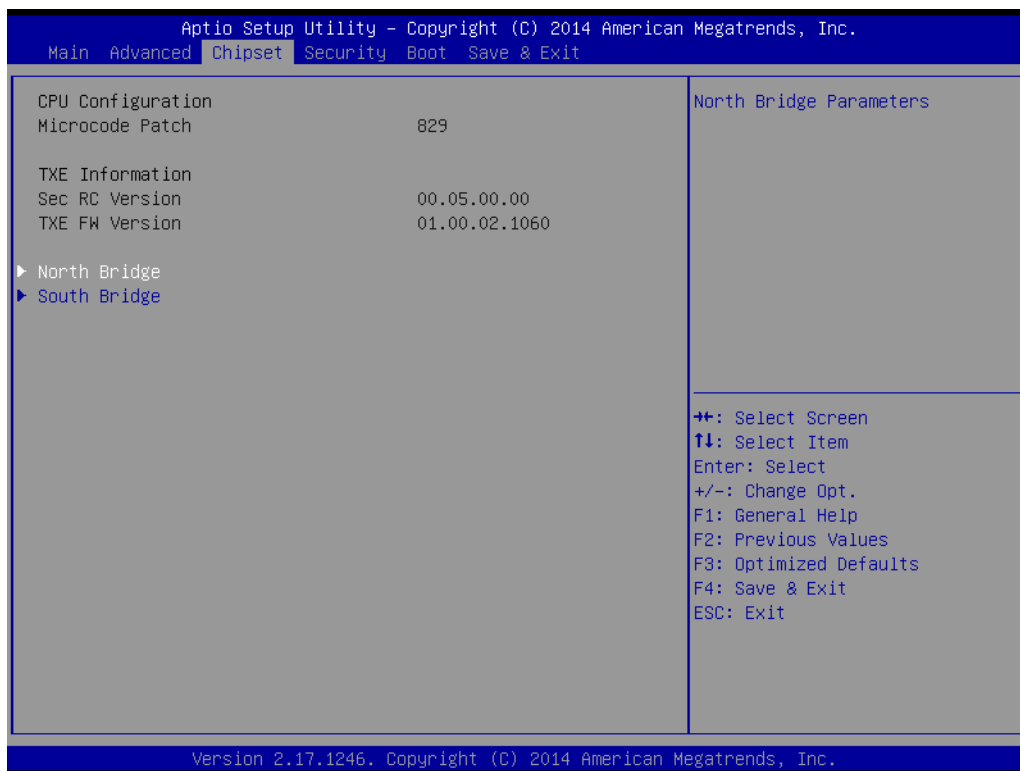 Aptio Setup Utility – Copyright (C) 2014 American Megatrends, Inc.
Main Advanced Chipset Security Boot Save & Exit
CPU Configuration
Microcode Patch 829
TXE Information
Sec RC Version 00.05.00.00
TXE FW Version 01.00.02.1060
▶ North Bridge
▶ South Bridge
North Bridge Parameters
→←: Select Screen
↑↓: Select Item
Enter: Select
+/-: Change Opt.
F1: General Help
F2: Previous Values
F3: Optimized Defaults
F4: Save & Exit
ESC: Exit
Version 2.17.1246. Copyright (C) 2014 American Megatrends, Inc.